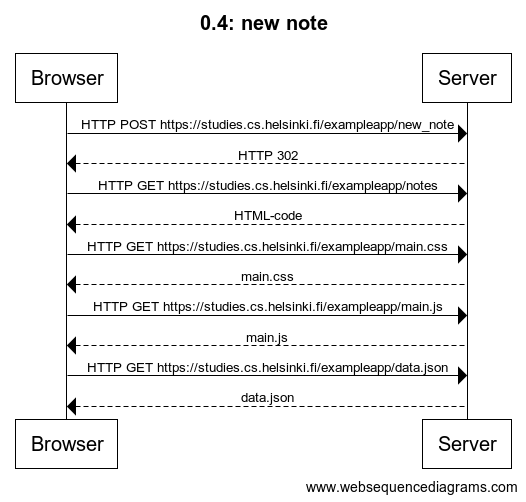 0.4: new note
Browser Server
HTTP POST https://studies.cs.helsinki.fi/exampleapp/new_note
HTTP 302
HTTP GET https://studies.cs.helsinki.fi/exampleapp/notes
HTML-code
HTTP GET https://studies.cs.helsinki.fi/exampleapp/main.css
main.css
HTTP GET https://studies.cs.helsinki.fi/exampleapp/main.js
main.js
HTTP GET https://studies.cs.helsinki.fi/exampleapp/data.json
data.json
Browser Server
www.websequencediagrams.com